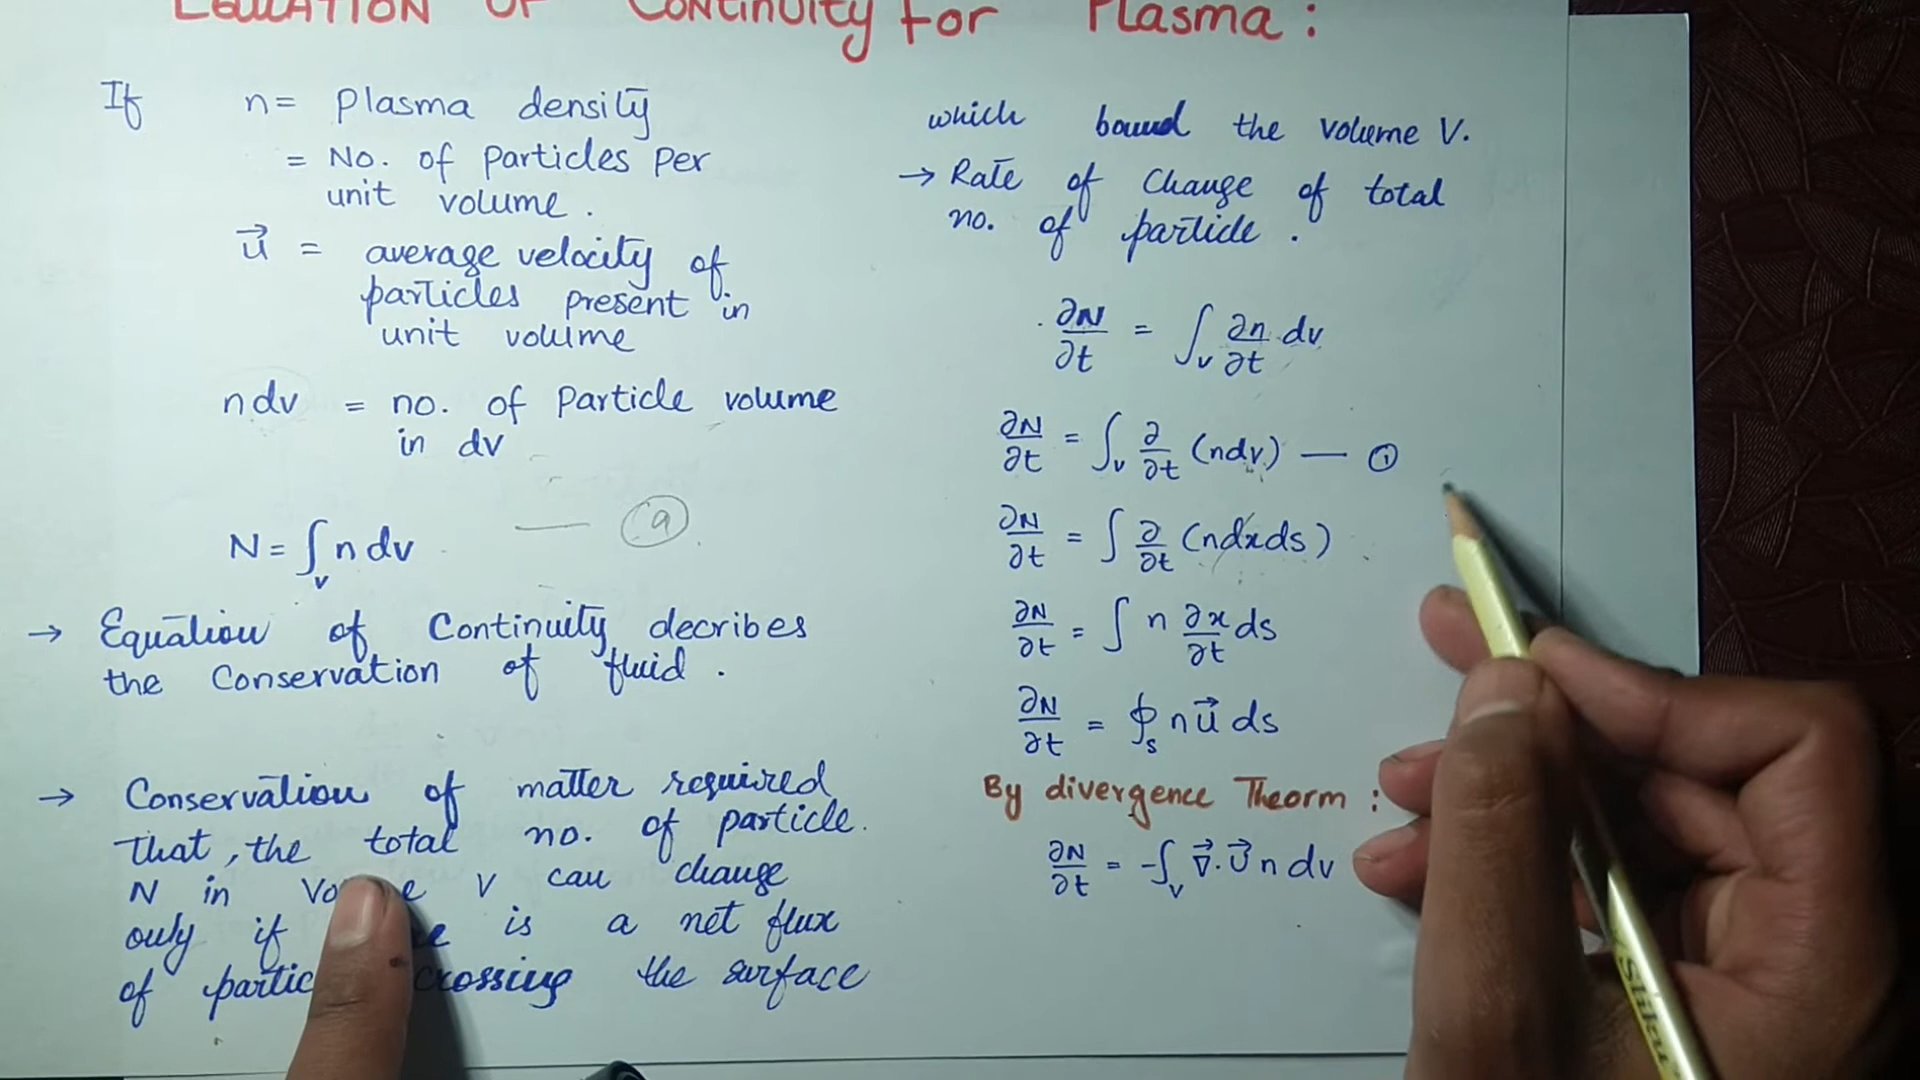 EQUATION OF CONTINUITY FOR PLASMA :
If n = plasma density
= No. of particles per
unit volume.
u⃗ = average velocity of
particles present in
unit volume
ndv = no. of particle volume
in dv
N = ∫v n dv — (a)
→ Equation of Continuity decribes
the conservation of fluid.
→ Conservation of matter required
that, the total no. of particle.
N in v can change
only if is a net flux
of crossing the surface
which bound the volume V.
→ Rate of Change of total
no. of particle.
∂N/∂t = ∫v ∂n/∂t dv
∂N/∂t = ∫v ∂/∂t (ndv) — ①
∂N/∂t = ∫ ∂/∂t (ndxds)
∂N/∂t = ∫ n ∂x/∂t ds
∂N/∂t = ∮s n u⃗ ds
By divergence Theorm :
∂N/∂t = -∫v ∇⃗. U⃗ n dv